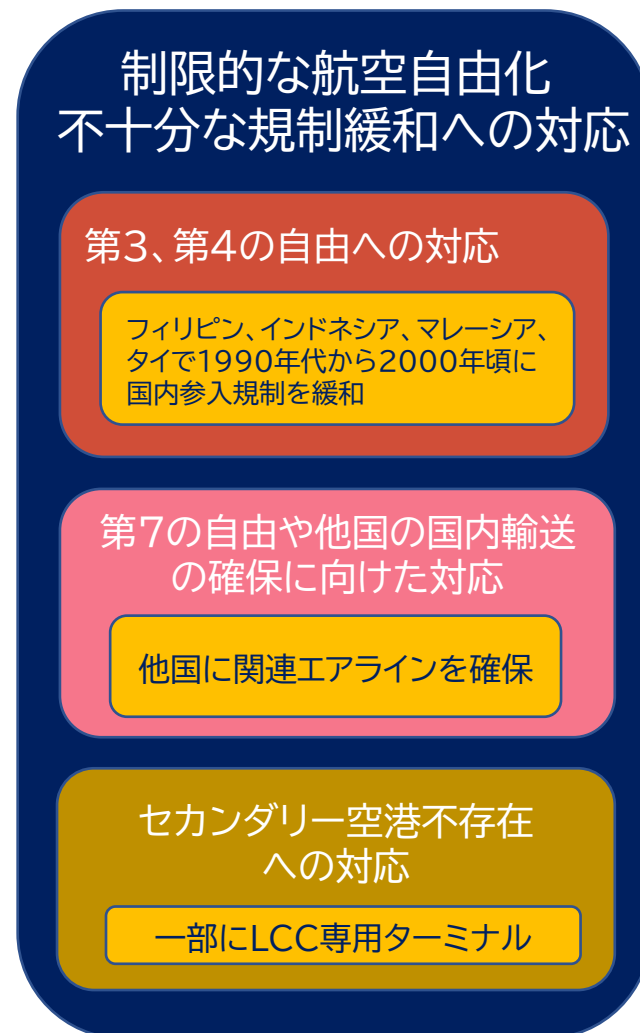 制限的な航空自由化
不十分な規制緩和への対応
第3、第4の自由への対応
フィリピン、インドネシア、マレーシア、
タイで1990年代から2000年頃に
国内参入規制を緩和
第7の自由や他国の国内輸送
の確保に向けた対応
他国に関連エアラインを確保
セカンダリー空港不存在
への対応
一部にLCC専用ターミナル